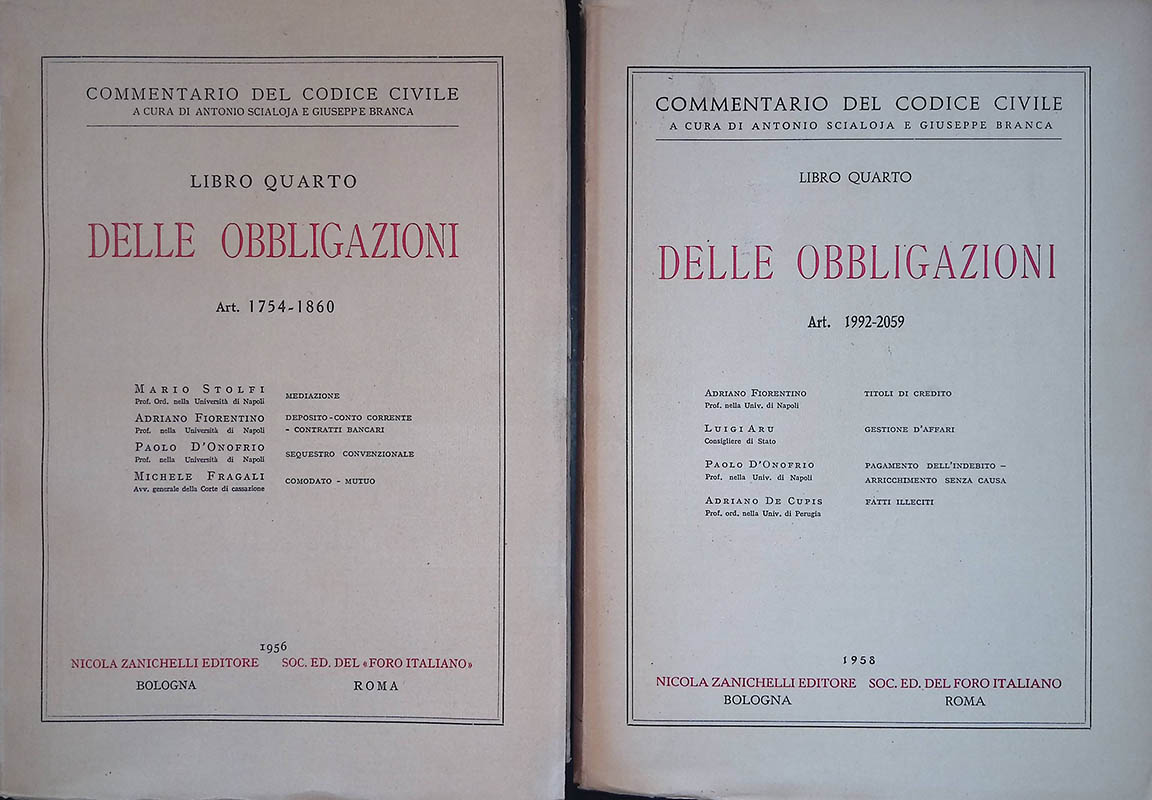 COMMENTARIO DEL CODICE CIVILE
A CURA DI ANTONIO SCIALOJA E GIUSEPPE BRANCA
LIBRO QUARTO
DELLE OBBLIGAZIONI
Art. 1754-1860
MARIO STOLFI
Prof. Ord. nella Università di Napoli
MEDIAZIONE
ADRIANO FIORENTINO
Prof. nella Università di Napoli
DEPOSITO-CONTO CORRENTE
- CONTRATTI BANCARI
PAOLO D'ONOFRIO
Prof. nella Università di Napoli
SEQUESTRO CONVENZIONALE
MICHELE FRAGALI
Avv. generale della Corte di cassazione
COMODATO - MUTUO
1956
NICOLA ZANICHELLI EDITORE SOC. ED. DEL «FORO ITALIANO»
BOLOGNA ROMA
COMMENTARIO DEL CODICE CIVILE
A CURA DI ANTONIO SCIALOJA E GIUSEPPE BRANCA
LIBRO QUARTO
DELLE OBBLIGAZIONI
Art. 1992-2059
ADRIANO FIORENTINO
Prof. nella Univ. di Napoli
TITOLI DI CREDITO
LUIGI ARU
Consigliere di Stato
GESTIONE D'AFFARI
PAOLO D'ONOFRIO
Prof. nella Univ. di Napoli
PAGAMENTO DELL'INDEBITO -
ARRICCHIMENTO SENZA CAUSA
ADRIANO DE CUPIS
Prof. ord. nella Univ. di Perugia
FATTI ILLECITI
1958
NICOLA ZANICHELLI EDITORE SOC. ED. DEL FORO ITALIANO
BOLOGNA ROMA